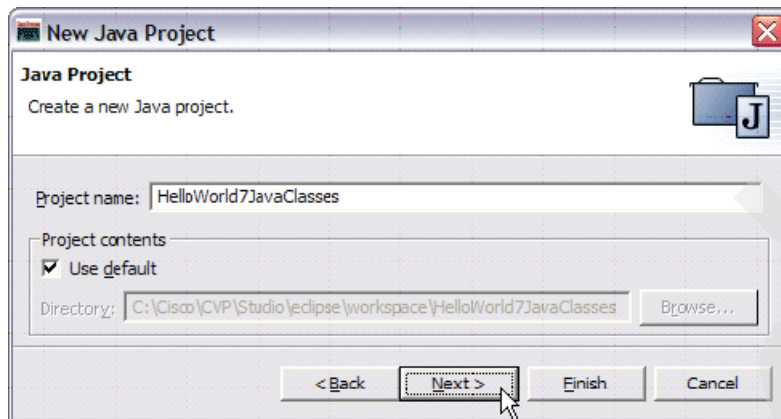 New Java Project
Java Project
Create a new Java project.
J
Project name: HelloWorld7JavaClasses
Project contents
Use default
Directory: C:\Cisco\CVP\Studio\eclipse\workspace\HelloWorld7JavaClasses Browse...
< Back Next > Finish Cancel